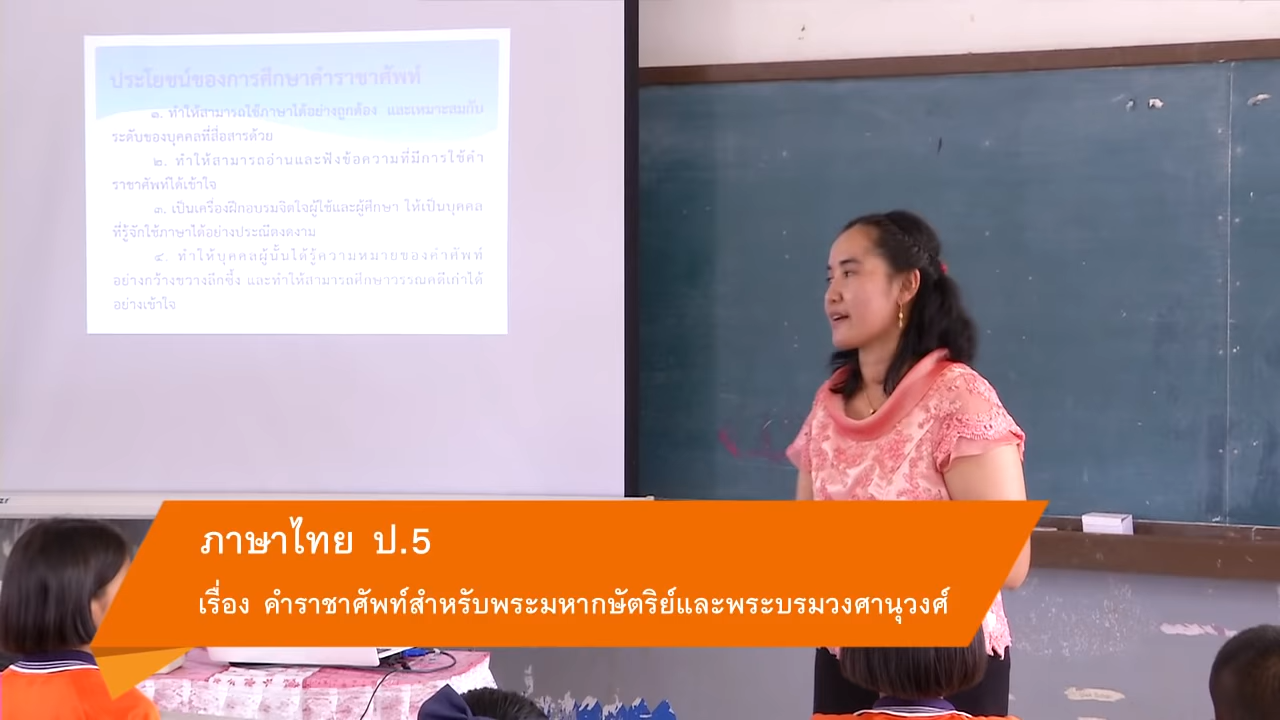 ประโยชน์ของการศึกษาคำราชาศัพท์
๑. ทำให้สามารถใช้ภาษาได้อย่างถูกต้อง และเหมาะสมกับ
ระดับของบุคคลที่สื่อสารด้วย
๒. ทำให้สามารถอ่านและฟังข้อความที่มีการใช้คำ
ราชาศัพท์ได้เข้าใจ
๓. เป็นเครื่องฝึกอบรมจิตใจผู้ใช้และผู้ศึกษา ให้เป็นบุคคล
ที่รู้จักใช้ภาษาได้อย่างประณีตงดงาม
๔. ทำให้บุคคลผู้นั้นได้รู้ความหมายของคำศัพท์
อย่างกว้างขวางลึกซึ้ง และทำให้สามารถศึกษาวรรณคดีเก่าได้
อย่างเข้าใจ
ภาษาไทย ป.5
เรื่อง คำราชาศัพท์สำหรับพระมหากษัตริย์และพระบรมวงศานุวงศ์